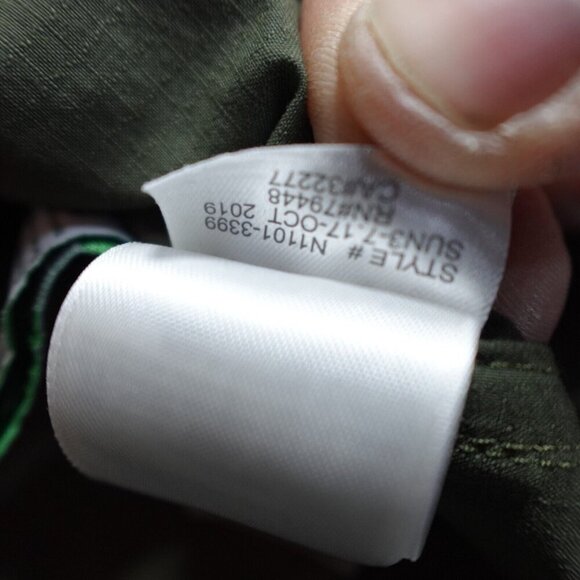 STYLE # N1101-3399
SUN3-7.17-OCT 2019
RN#79448
CA#32277